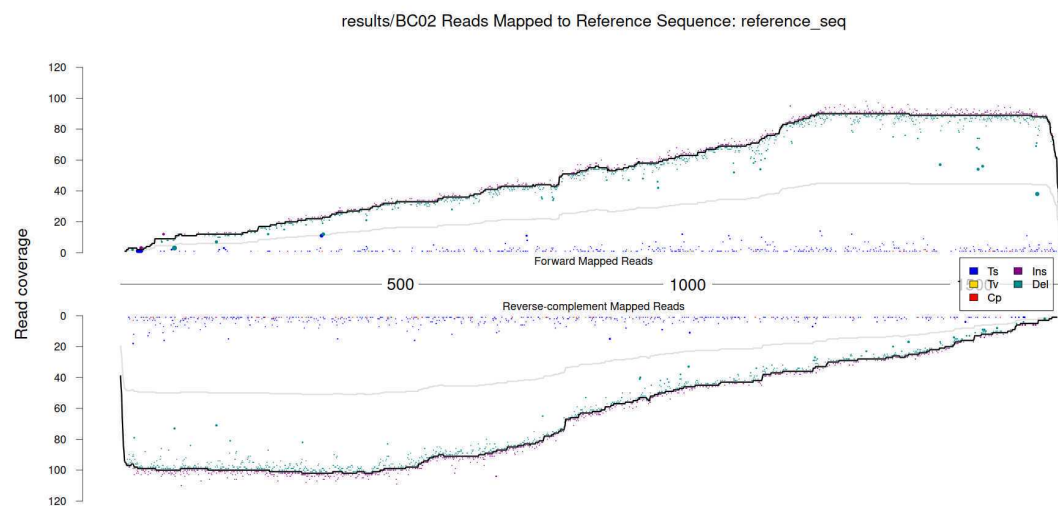 results/BC02 Reads Mapped to Reference Sequence: reference_seq
Read coverage
120
100
80
60
40
20
0
Forward Mapped Reads
500
1000
1500
Ts
Tv
Cp
Ins
Del
Reverse-complement Mapped Reads
0
20
40
60
80
100
120